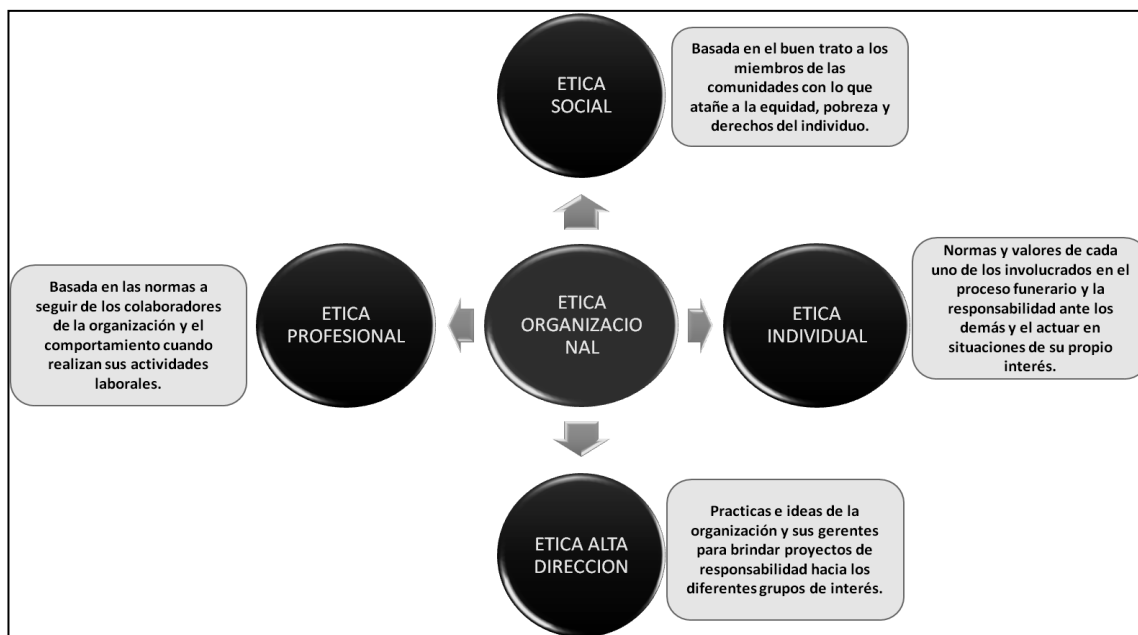 ETICA
SOCIAL
Basada en el buen trato a los
miembros de las
comunidades con lo que
atañe a la equidad, pobreza y
derechos del individuo.
Basada en las normas a
seguir de los colaboradores
de la organización y el
comportamiento cuando
realizan sus actividades
laborales.
ETICA
PROFESIONAL
ETICA
ORGANIZACIO
NAL
ETICA
INDIVIDUAL
Normas y valores de cada
uno de los involucrados en el
proceso funerario y la
responsabilidad ante los
demás y el actuar en
situaciones de su propio
interés.
ETICA ALTA
DIRECCION
Practicas e ideas de la
organización y sus gerentes
para brindar proyectos de
responsabilidad hacia los
diferentes grupos de interés.